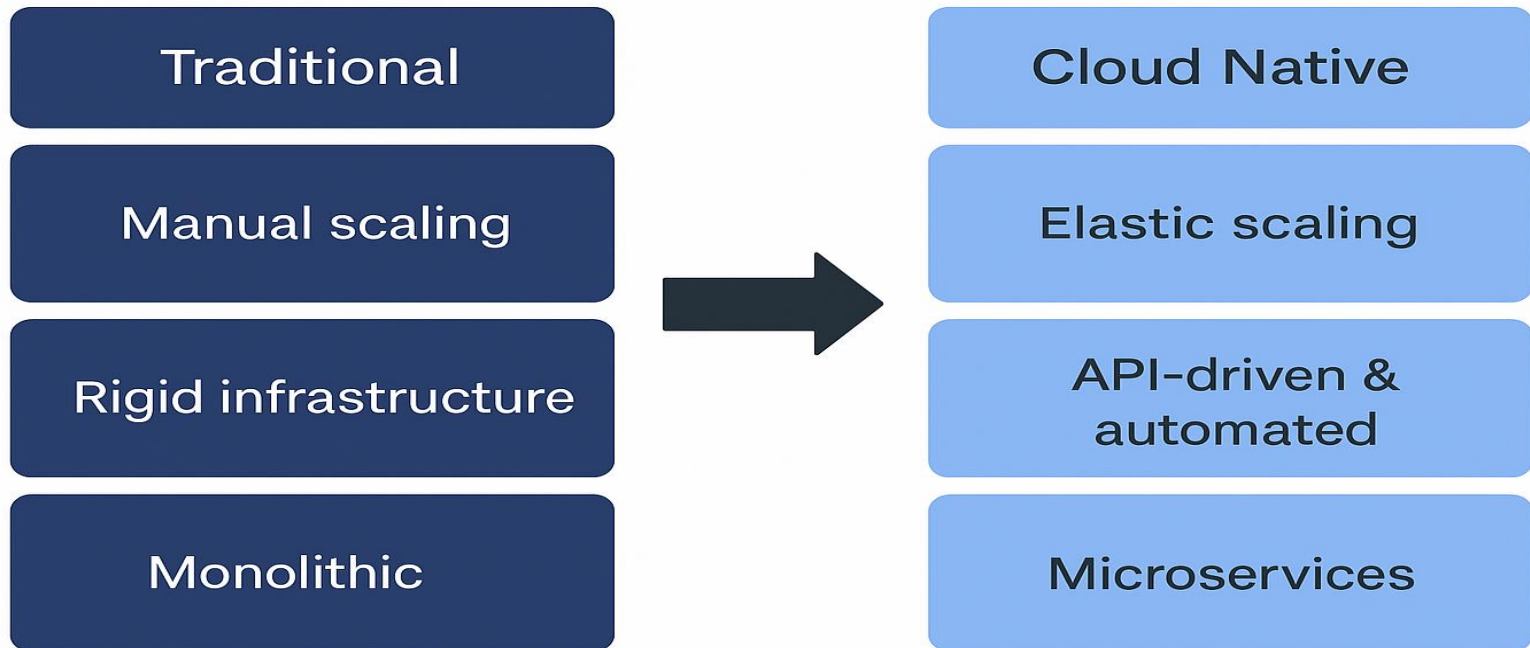 Traditional
Manual scaling
Rigid infrastructure
Monolithic
Cloud Native
Elastic scaling
API-driven &
automated
Microservices